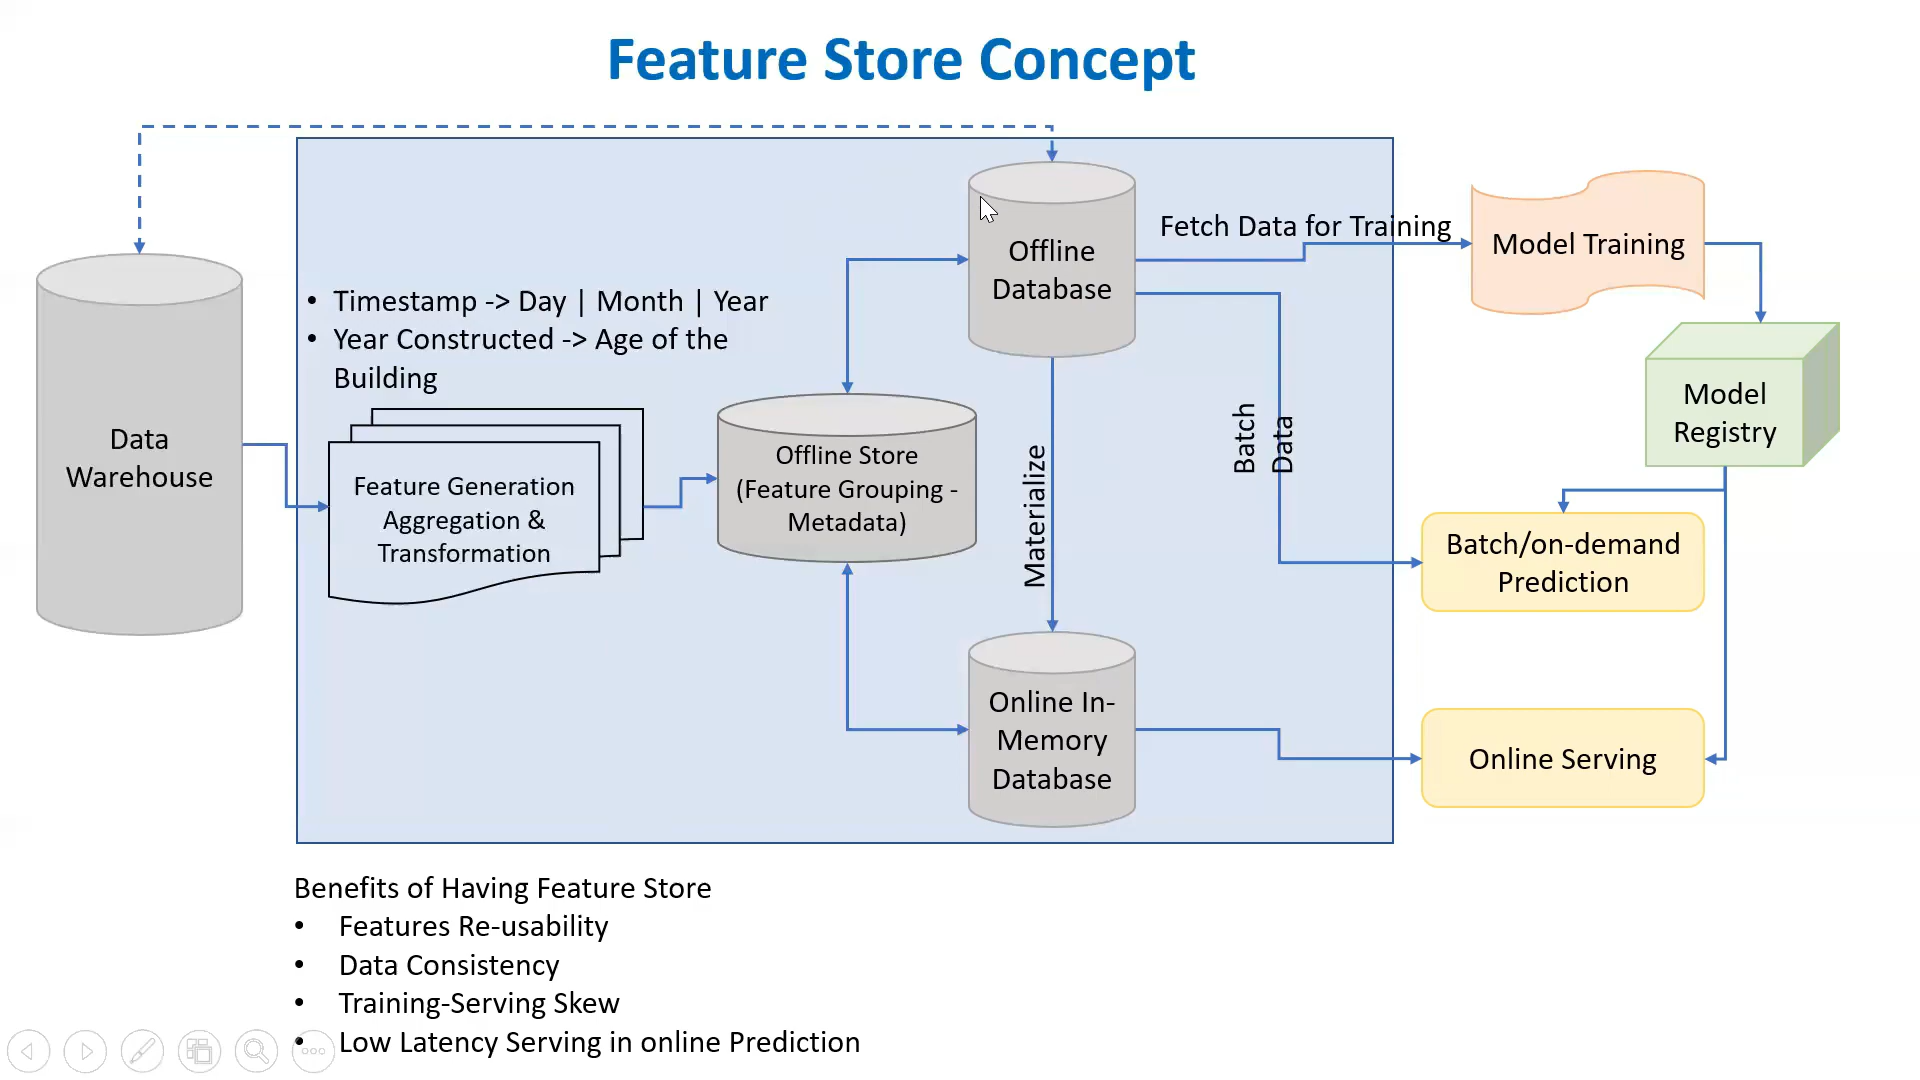 Feature Store Concept
Fetch Data for Training
Model Training
Offline
Database
• Timestamp -> Day | Month | Year
• Year Constructed -> Age of the
Building
Data
Warehouse
Feature Generation
Aggregation &
Transformation
Offline Store
(Feature Grouping -
Metadata)
Materialize
Batch
Data
Model
Registry
Batch/on-demand
Prediction
Online In-
Memory
Database
Online Serving
Benefits of Having Feature Store
• Features Re-usability
• Data Consistency
• Training-Serving Skew
• Low Latency Serving in online Prediction